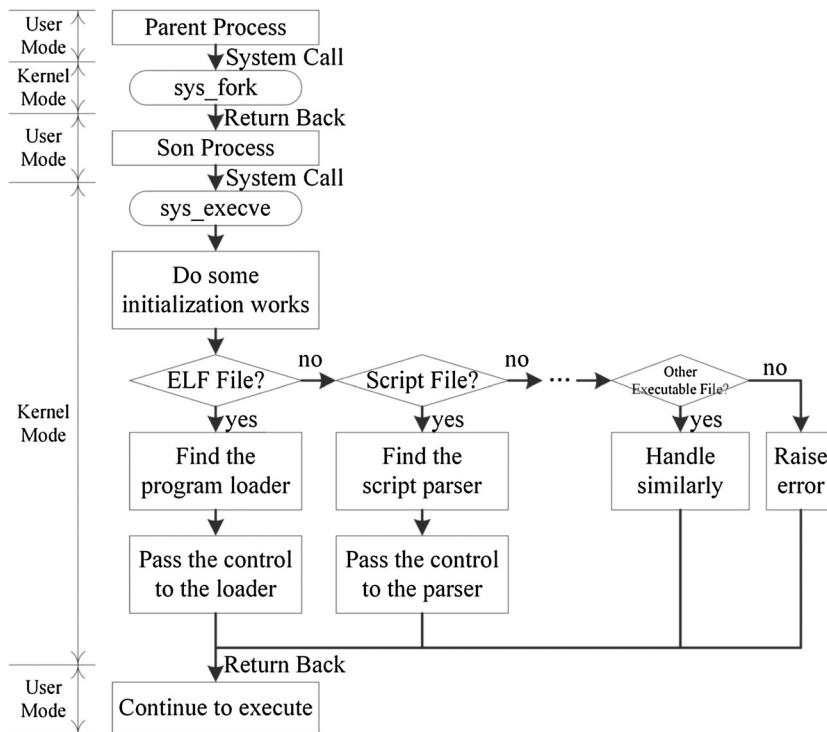 User
Mode
Parent Process
System Call
Kernel
Mode
sys_fork
Return Back
User
Mode
Son Process
System Call
sys_execve
Do some
initialization works
Kernel
Mode
ELF File?
no
Script File?
no
...
Other
Executable File?
no
yes
yes
yes
Find the
program loader
Find the
script parser
Handle
similarly
Raise
error
Pass the control
to the loader
Pass the control
to the parser
Return Back
User
Mode
Continue to execute